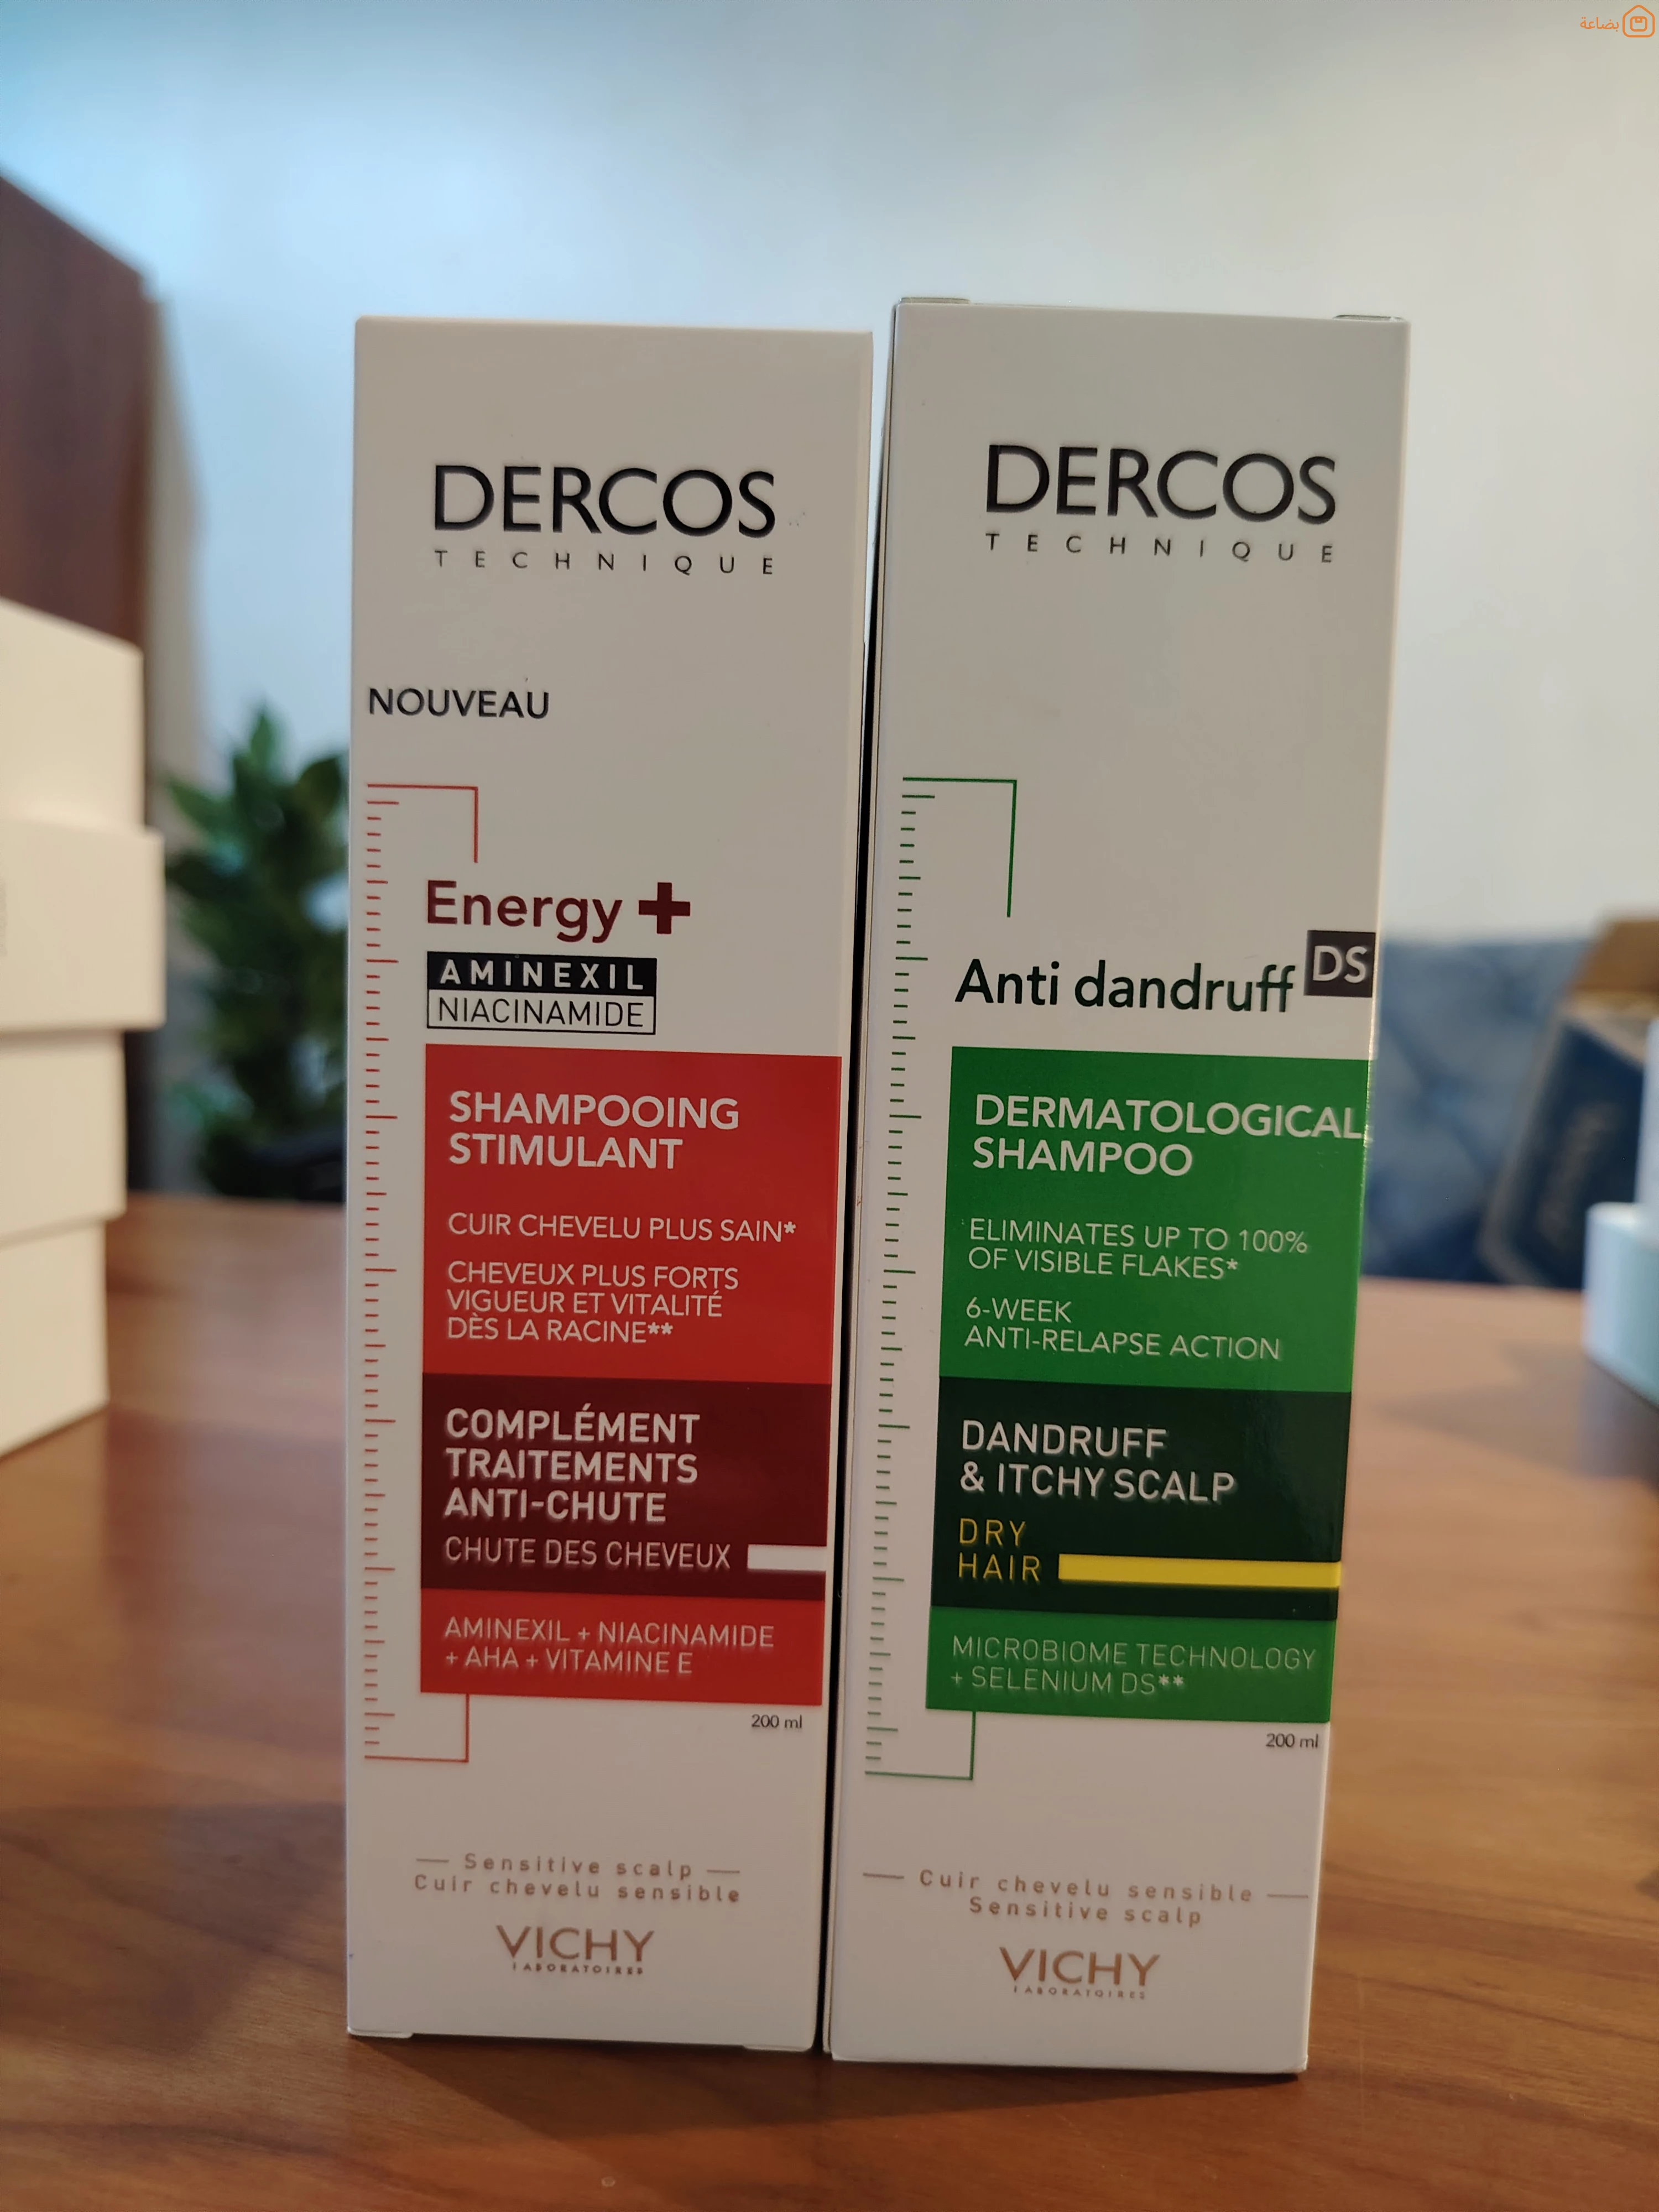 بضاعة
DERCOS
TECHNIQUE
NOUVEAU
Energy +
AMINEXIL
NIACINAMIDE
SHAMPOOING
STIMULANT
CUIR CHEVELU PLUS SAIN*
CHEVEUX PLUS FORTS
VIGUEUR ET VITALITÉ
DÈS LA RACINE**
COMPLÉMENT
TRAITEMENTS
ANTI-CHUTE
CHUTE DES CHEVEUX
AMINEXIL + NIACINAMIDE
+ AHA + VITAMINE E
200 ml
Sensitive scalp
Cuir chevelu sensible
VICHY
LABORATOIRES
DERCOS
TECHNIQUE
Anti dandruff DS
DERMATOLOGICAL
SHAMPOO
ELIMINATES UP TO 100%
OF VISIBLE FLAKES*
6-WEEK
ANTI-RELAPSE ACTION
DANDRUFF
& ITCHY SCALP
DRY
HAIR
MICROBIOME TECHNOLOGY
+ SELENIUM DS**
200 ml
Cuir chevelu sensible
Sensitive scalp
VICHY
LABORATOIRES